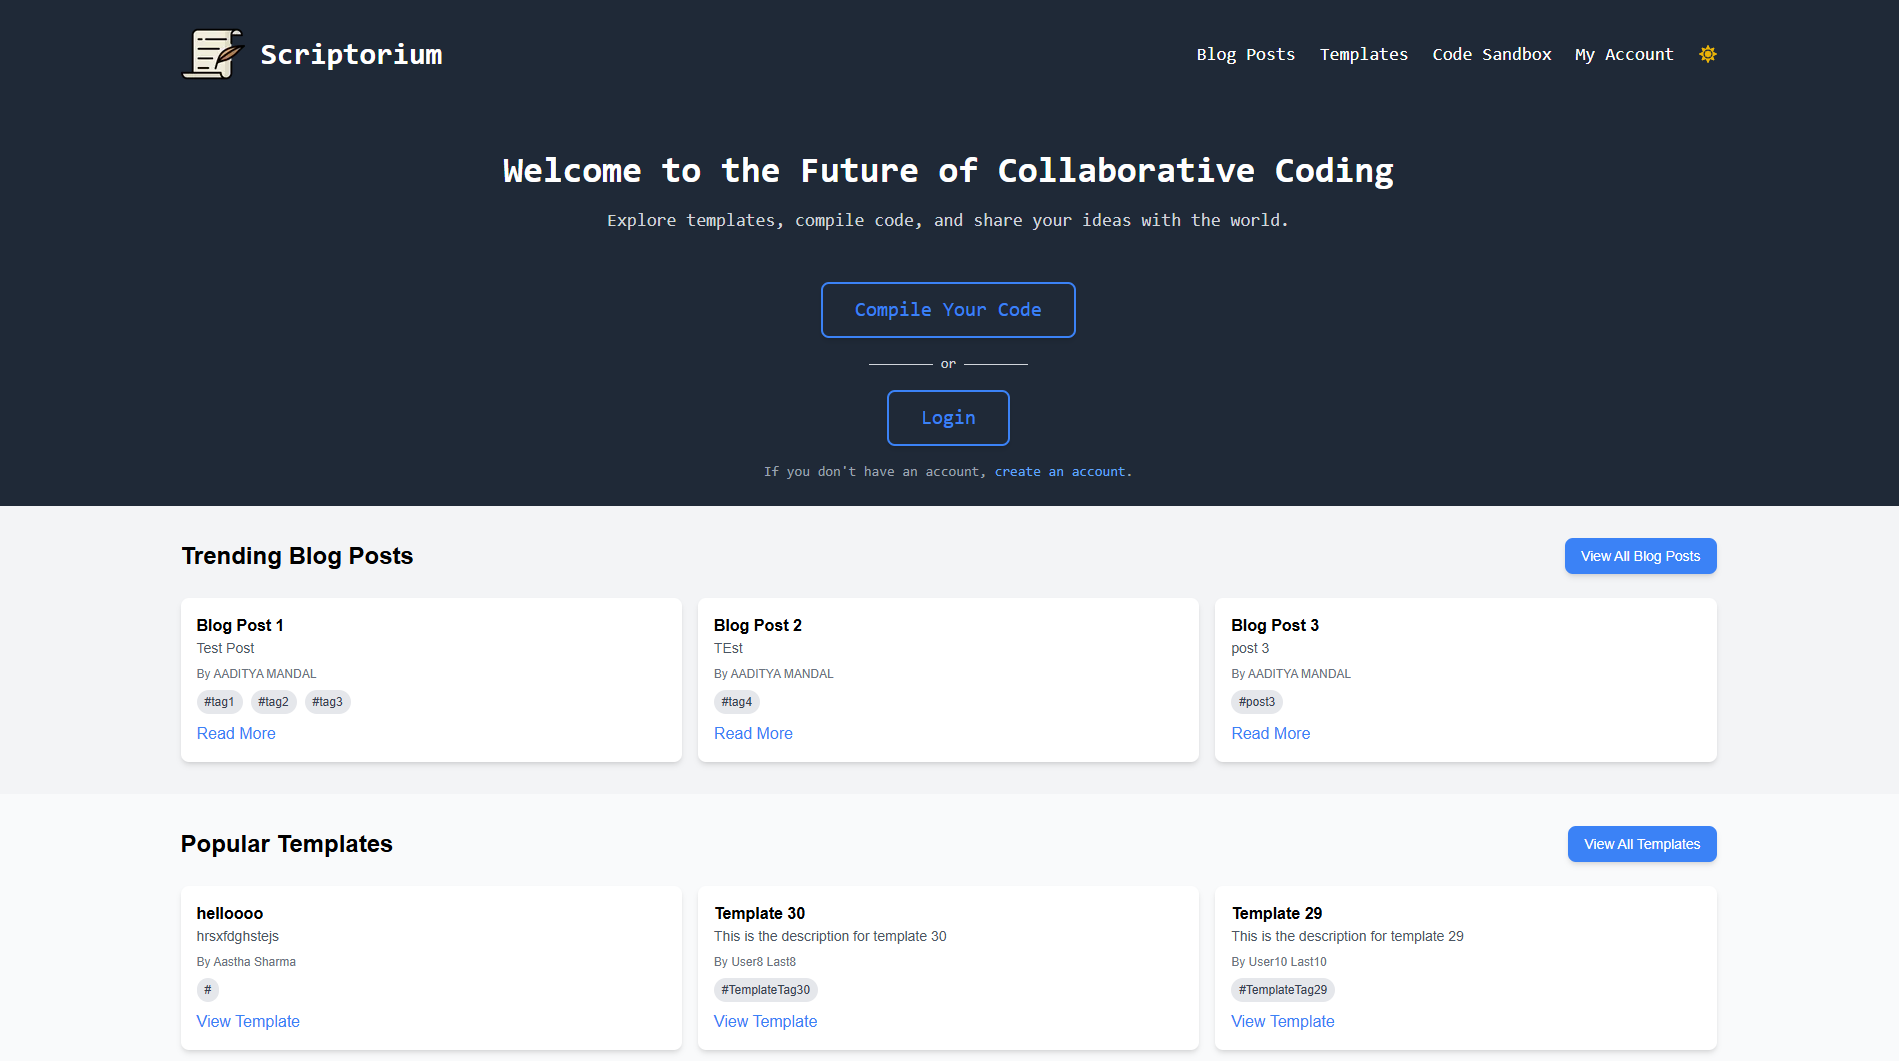 Scriptorium
Blog Posts Templates Code Sandbox My Account
Welcome to the Future of Collaborative Coding
Explore templates, compile code, and share your ideas with the world.
Compile Your Code
or
Login
If you don't have an account, create an account.
Trending Blog Posts
View All Blog Posts
Blog Post 1
Test Post
By AADITYA MANDAL
#tag1 #tag2 #tag3
Read More
Blog Post 2
TEst
By AADITYA MANDAL
#tag4
Read More
Blog Post 3
post 3
By AADITYA MANDAL
#post3
Read More
Popular Templates
View All Templates
helloooo
hrsxfdghstejs
By Aastha Sharma
#
View Template
Template 30
This is the description for template 30
By User8 Last8
#TemplateTag30
View Template
Template 29
This is the description for template 29
By User10 Last10
#TemplateTag29
View Template